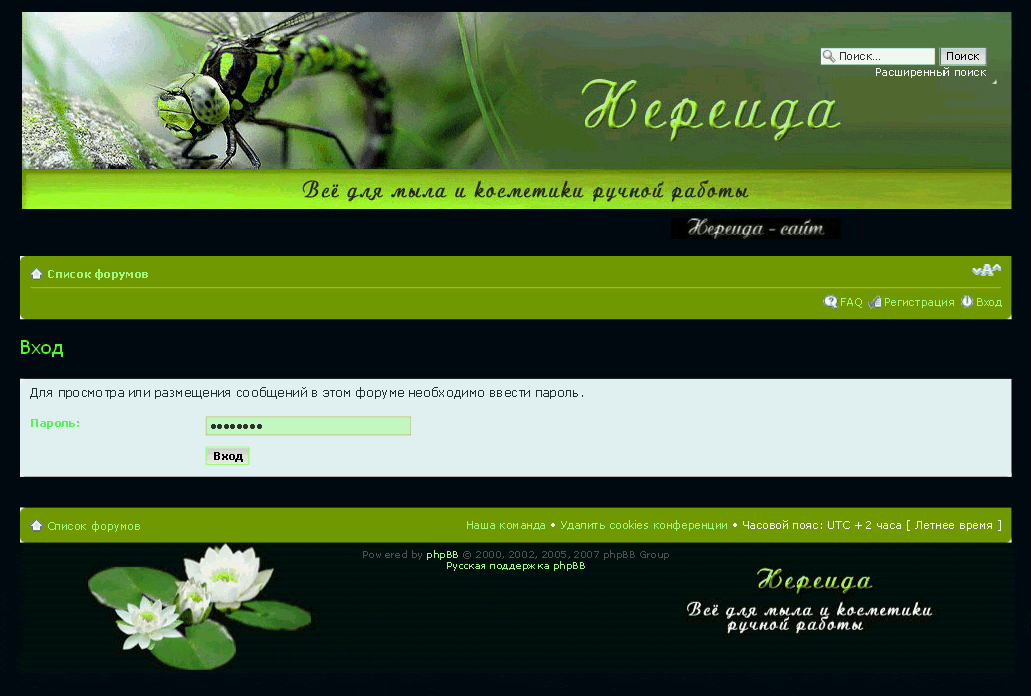 Поиск...
Поиск
Расширенный поиск
Нереида
Всё для мыла и косметики ручной работы
Нереида - сайт
Список форумов
vA^
FAQ Регистрация Вход
Вход
Для просмотра или размещения сообщений в этом форуме необходимо ввести пароль.
Пароль: ••••••••
Вход
Список форумов
Наша команда • Удалить cookies конференции • Часовой пояс: UTC + 2 часа [ Летнее время ]
Powered by phpBB © 2000, 2002, 2005, 2007 phpBB Group
Русская поддержка phpBB
Нереида
Всё для мыла и косметики
ручной работы